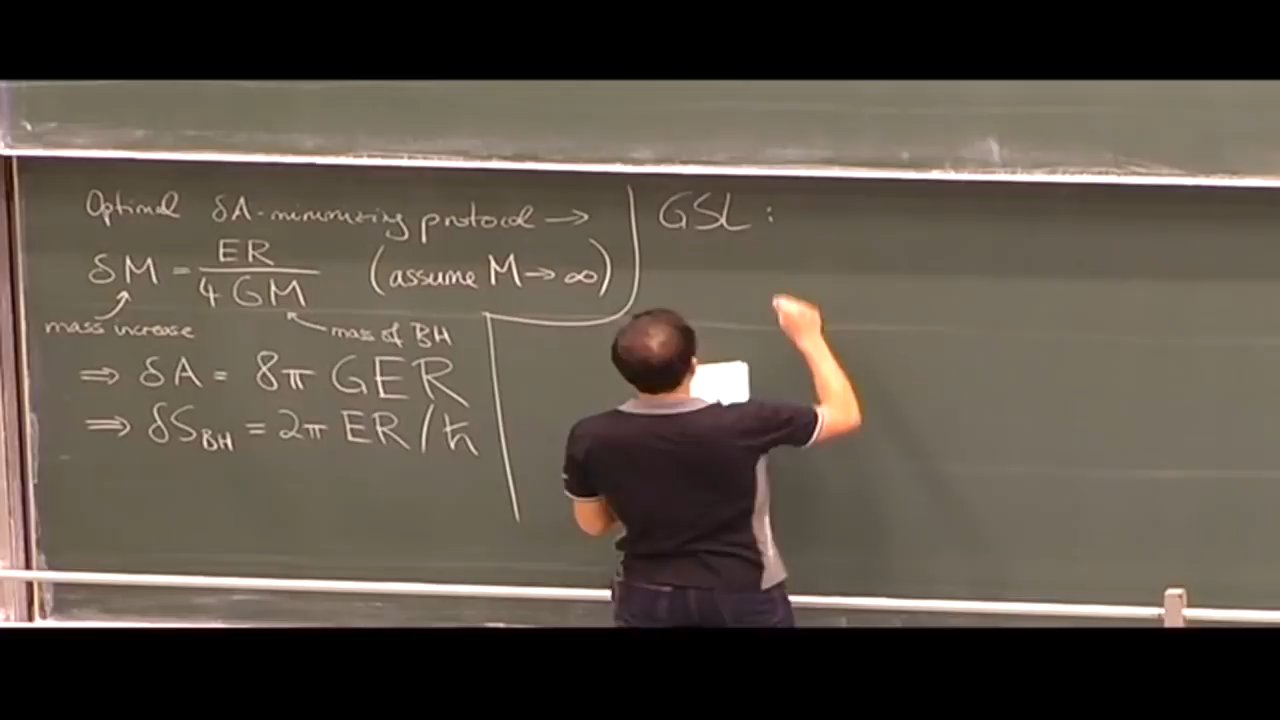 Optimal δA-minimizing protocol →
δM = ER / 4GM (assume M → ∞)
mass increase
mass of BH
⇒ δA = 8π GER
⇒ δS_BH = 2π ER/ℏ
GSL: